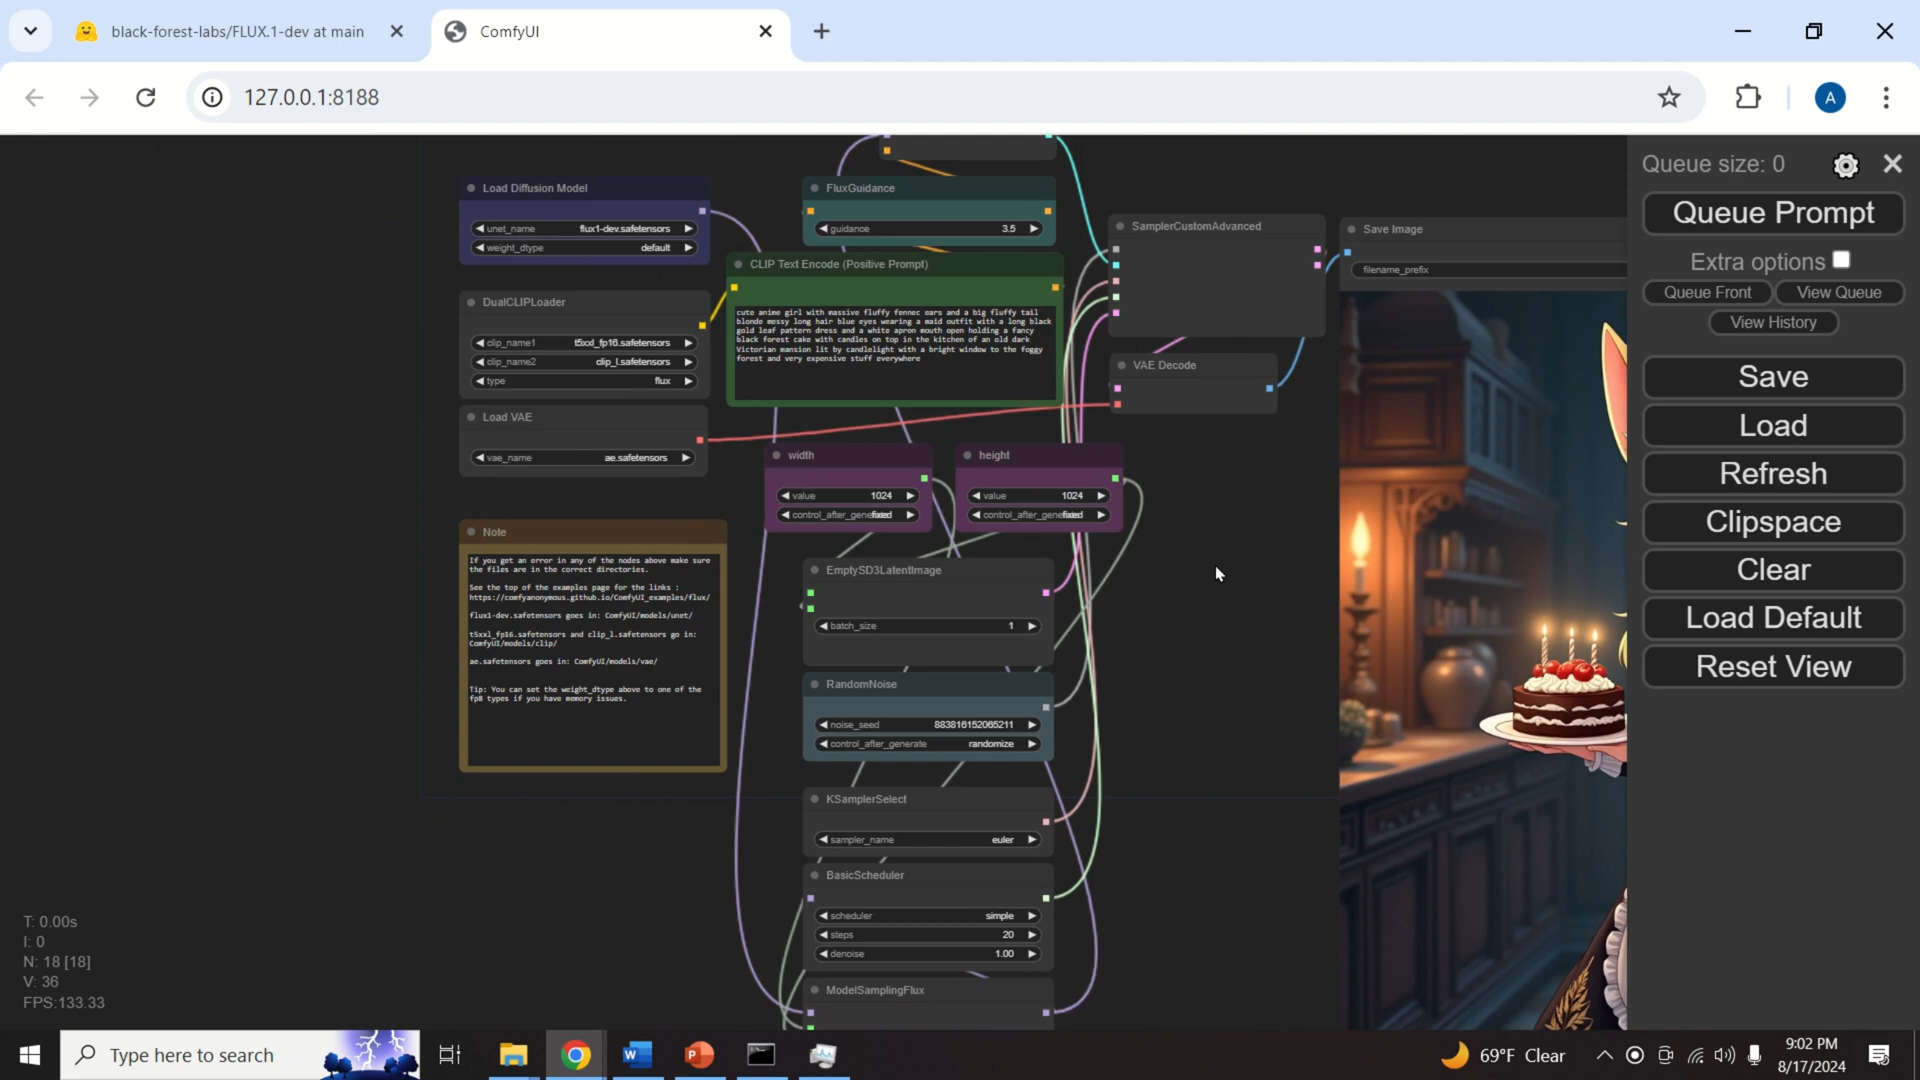 black-forest-labs/FLUX.1-dev at main
ComfyUI
127.0.0.1:8188
A
Queue size: 0
Queue Prompt
Extra options
Queue Front
View Queue
View History
Save
Load
Refresh
Clipspace
Clear
Load Default
Reset View
Load Diffusion Model
unet_name flux1-dev.safetensors
weight_dtype default
DualCLIPLoader
clip_name1 t5xxl_fp16.safetensors
clip_name2 clip_l.safetensors
type flux
Load VAE
vae_name ae.safetensors
Note
If you get an error in any of the nodes above make sure
the files are in the correct directories.
See the top of the examples page for the links :
https://comfyanonymous.github.io/ComfyUI_examples/flux/
flux1-dev.safetensors goes in: ComfyUI/models/unet/
t5xxl_fp16.safetensors and clip_l.safetensors go in:
ComfyUI/models/clip/
ae.safetensors goes in: ComfyUI/models/vae/
Tip: You can set the weight_dtype above to one of the
fp8 types if you have memory issues.
FluxGuidance
guidance 3.5
CLIP Text Encode (Positive Prompt)
cute anime girl with massive fluffy fennec ears and a big fluffy tail
blonde messy long hair blue eyes wearing a maid outfit with a long black
gold leaf pattern dress and a white apron mouth open holding a fancy
black forest cake with candles on top in the kitchen of an old dark
Victorian mansion lit by candlelight with a bright window to the foggy
forest and very expensive stuff everywhere
width
value 1024
control_after_generate fixed
height
value 1024
control_after_generate fixed
EmptySD3LatentImage
batch_size 1
RandomNoise
noise_seed 883816152065211
control_after_generate randomize
KSamplerSelect
sampler_name euler
BasicScheduler
scheduler simple
steps 20
denoise 1.00
ModelSamplingFlux
SamplerCustomAdvanced
VAE Decode
Save Image
filename_prefix
T: 0.00s
I: 0
N: 18 [18]
V: 36
FPS:133.33
Type here to search
69°F Clear
9:02 PM
8/17/2024